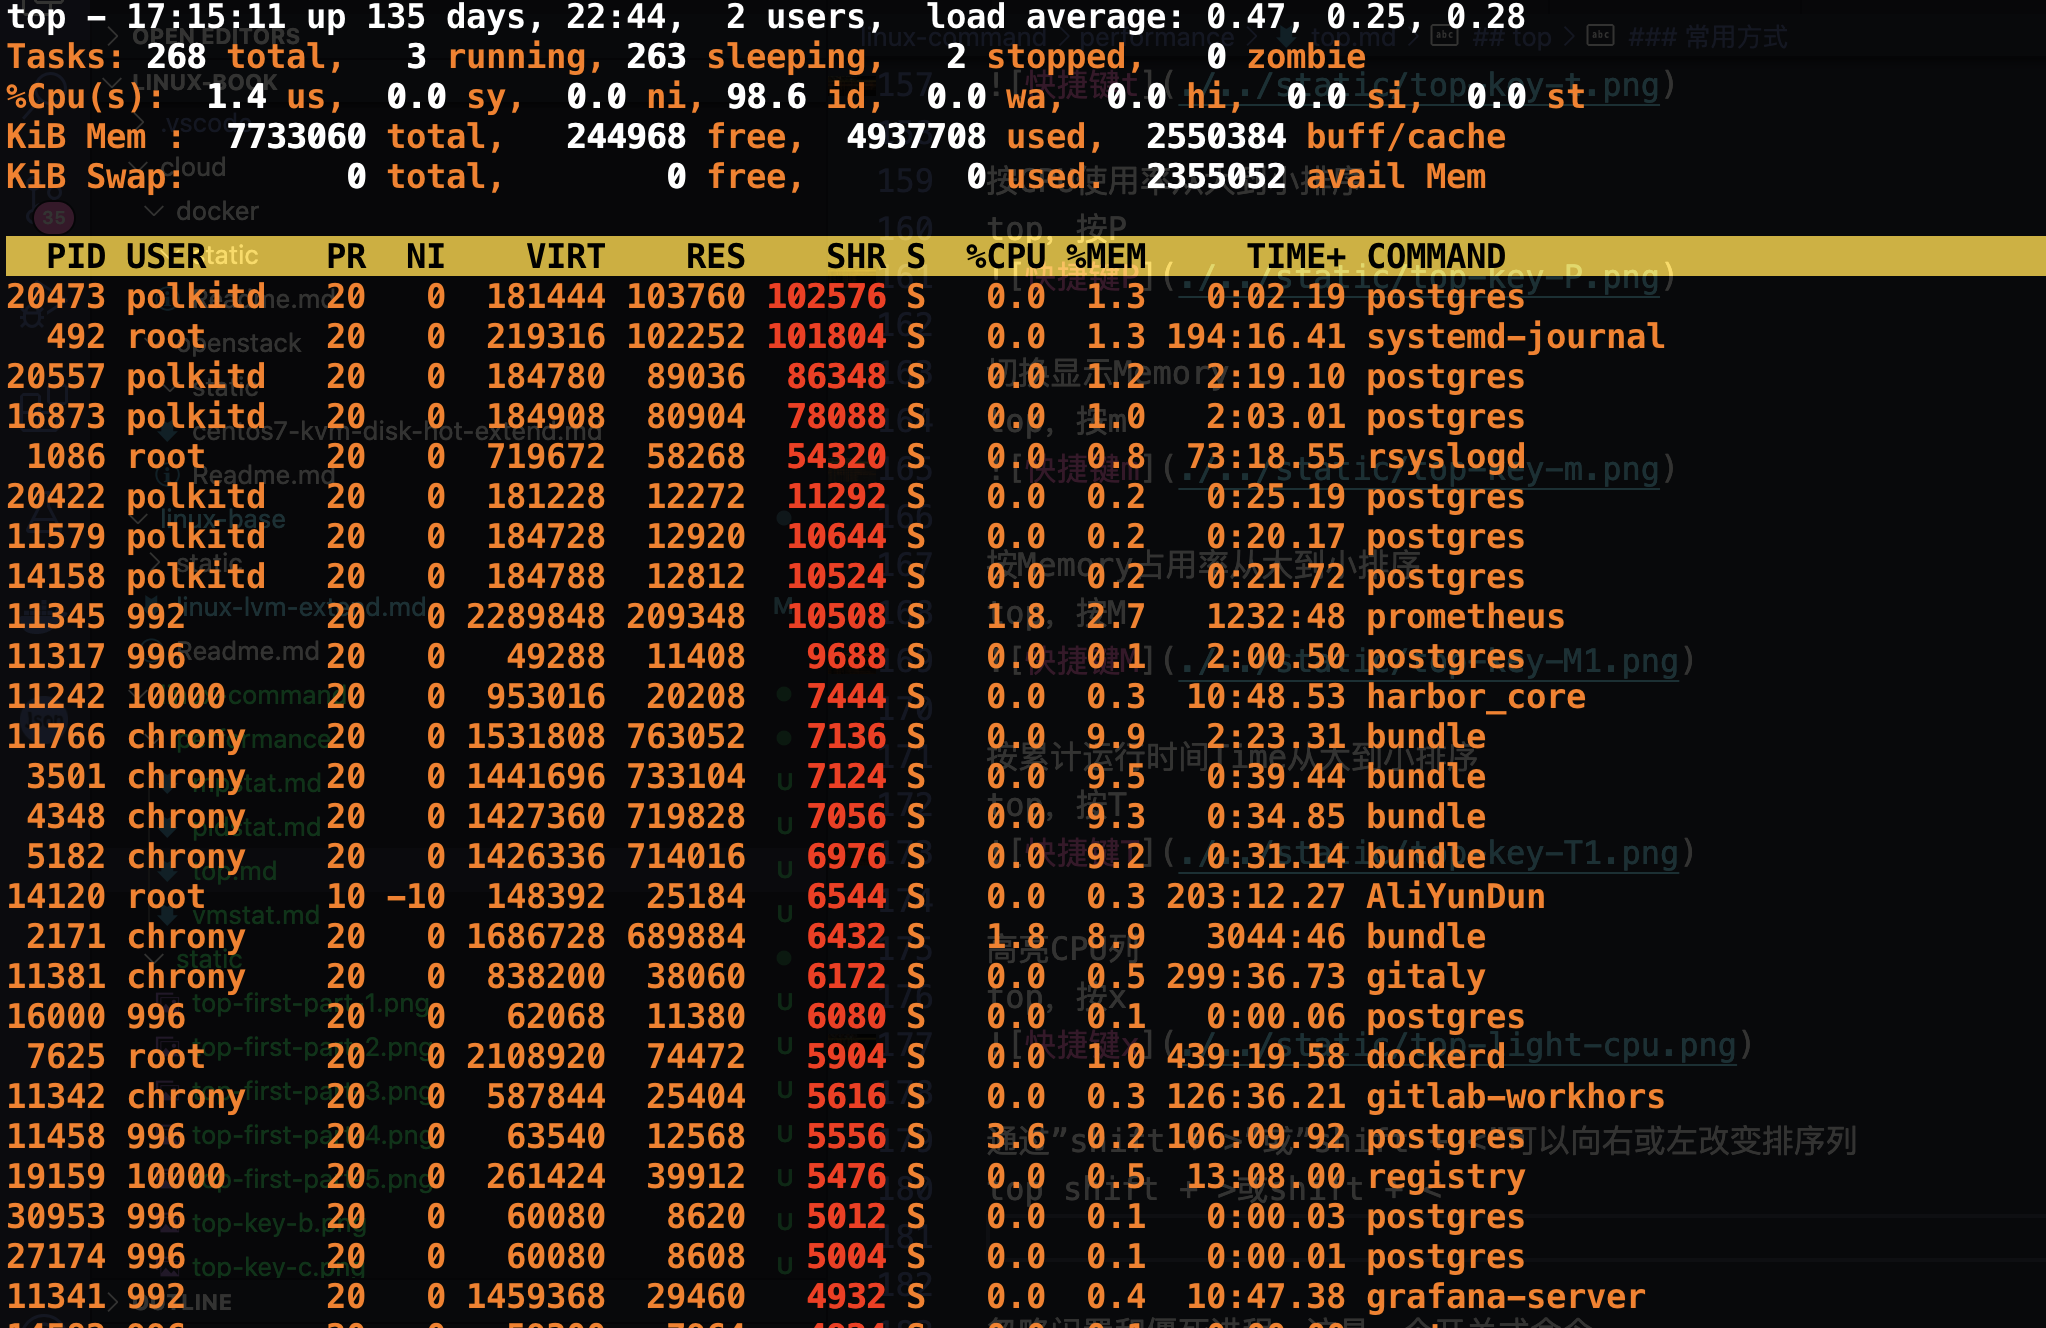 top - 17:15:11 up 135 days, 22:44,  2 users,  load average: 0.47, 0.25, 0.28
Tasks: 268 total,   3 running, 263 sleeping,   2 stopped,   0 zombie
%Cpu(s):  1.4 us,  0.0 sy,  0.0 ni, 98.6 id,  0.0 wa,  0.0 hi,  0.0 si,  0.0 st
KiB Mem :  7733060 total,   244968 free,  4937708 used,  2550384 buff/cache
KiB Swap:        0 total,        0 free,        0 used.  2355052 avail Mem
PID USER PR NI VIRT RES SHR S %CPU %MEM TIME+ COMMAND
20473 polkitd 20 0 181444 103760 102576 S 0.0 1.3 0:02.19 postgres
492 root 20 0 219316 102252 101804 S 0.0 1.3 194:16.41 systemd-journal
20557 polkitd 20 0 184780 89036 86348 S 0.0 1.2 2:19.10 postgres
16873 polkitd 20 0 184908 80904 78088 S 0.0 1.0 2:03.01 postgres
1086 root 20 0 719672 58268 54320 S 0.0 0.8 73:18.55 rsyslogd
20422 polkitd 20 0 181228 12272 11292 S 0.0 0.2 0:25.19 postgres
11579 polkitd 20 0 184728 12920 10644 S 0.0 0.2 0:20.17 postgres
14158 polkitd 20 0 184788 12812 10524 S 0.0 0.2 0:21.72 postgres
11345 992 20 0 2289848 209348 10508 S 1.8 2.7 1232:48 prometheus
11317 996 20 0 49288 11408 9688 S 0.0 0.1 2:00.50 postgres
11242 10000 20 0 953016 20208 7444 S 0.0 0.3 10:48.53 harbor_core
11766 chrony 20 0 1531808 763052 7136 S 0.0 9.9 2:23.31 bundle
3501 chrony 20 0 1441696 733104 7124 S 0.0 9.5 0:39.44 bundle
4348 chrony 20 0 1427360 719828 7056 S 0.0 9.3 0:34.85 bundle
5182 chrony 20 0 1426336 714016 6976 S 0.0 9.2 0:31.14 bundle
14120 root 10 -10 148392 25184 6544 S 0.0 0.3 203:12.27 AliYunDun
2171 chrony 20 0 1686728 689884 6432 S 1.8 8.9 3044:46 bundle
11381 chrony 20 0 838200 38060 6172 S 0.0 0.5 299:36.73 gitaly
16000 996 20 0 62068 11380 6080 S 0.0 0.1 0:00.06 postgres
7625 root 20 0 2108920 74472 5904 S 0.0 1.0 439:19.58 dockerd
11342 chrony 20 0 587844 25404 5616 S 0.0 0.3 126:36.21 gitlab-workhors
11458 996 20 0 63540 12568 5556 S 3.6 0.2 106:09.92 postgres
19159 10000 20 0 261424 39912 5476 S 0.0 0.5 13:08.00 registry
30953 996 20 0 60080 8620 5012 S 0.0 0.1 0:00.03 postgres
27174 996 20 0 60080 8608 5004 S 0.0 0.1 0:00.01 postgres
11341 992 20 0 1459368 29460 4932 S 0.0 0.4 10:47.38 grafana-server